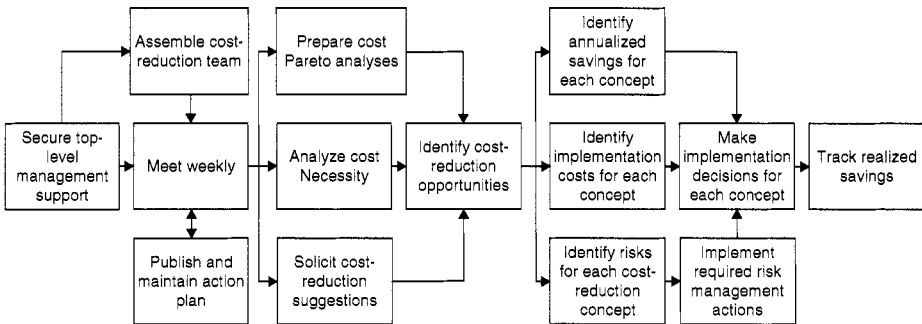 Assemble cost-
reduction team
Prepare cost
Pareto analyses
Identify
annualized
savings for
each concept
Secure top-
level
management
support
Meet weekly
Analyze cost
Necessity
Identify cost-
reduction
opportunities
Identify
implementation
costs for each
concept
Make
implementation
decisions for
each concept
Track realized
savings
Publish and
maintain action
plan
Solicit cost-
reduction
suggestions
Identify risks
for each cost-
reduction
concept
Implement
required risk
management
actions